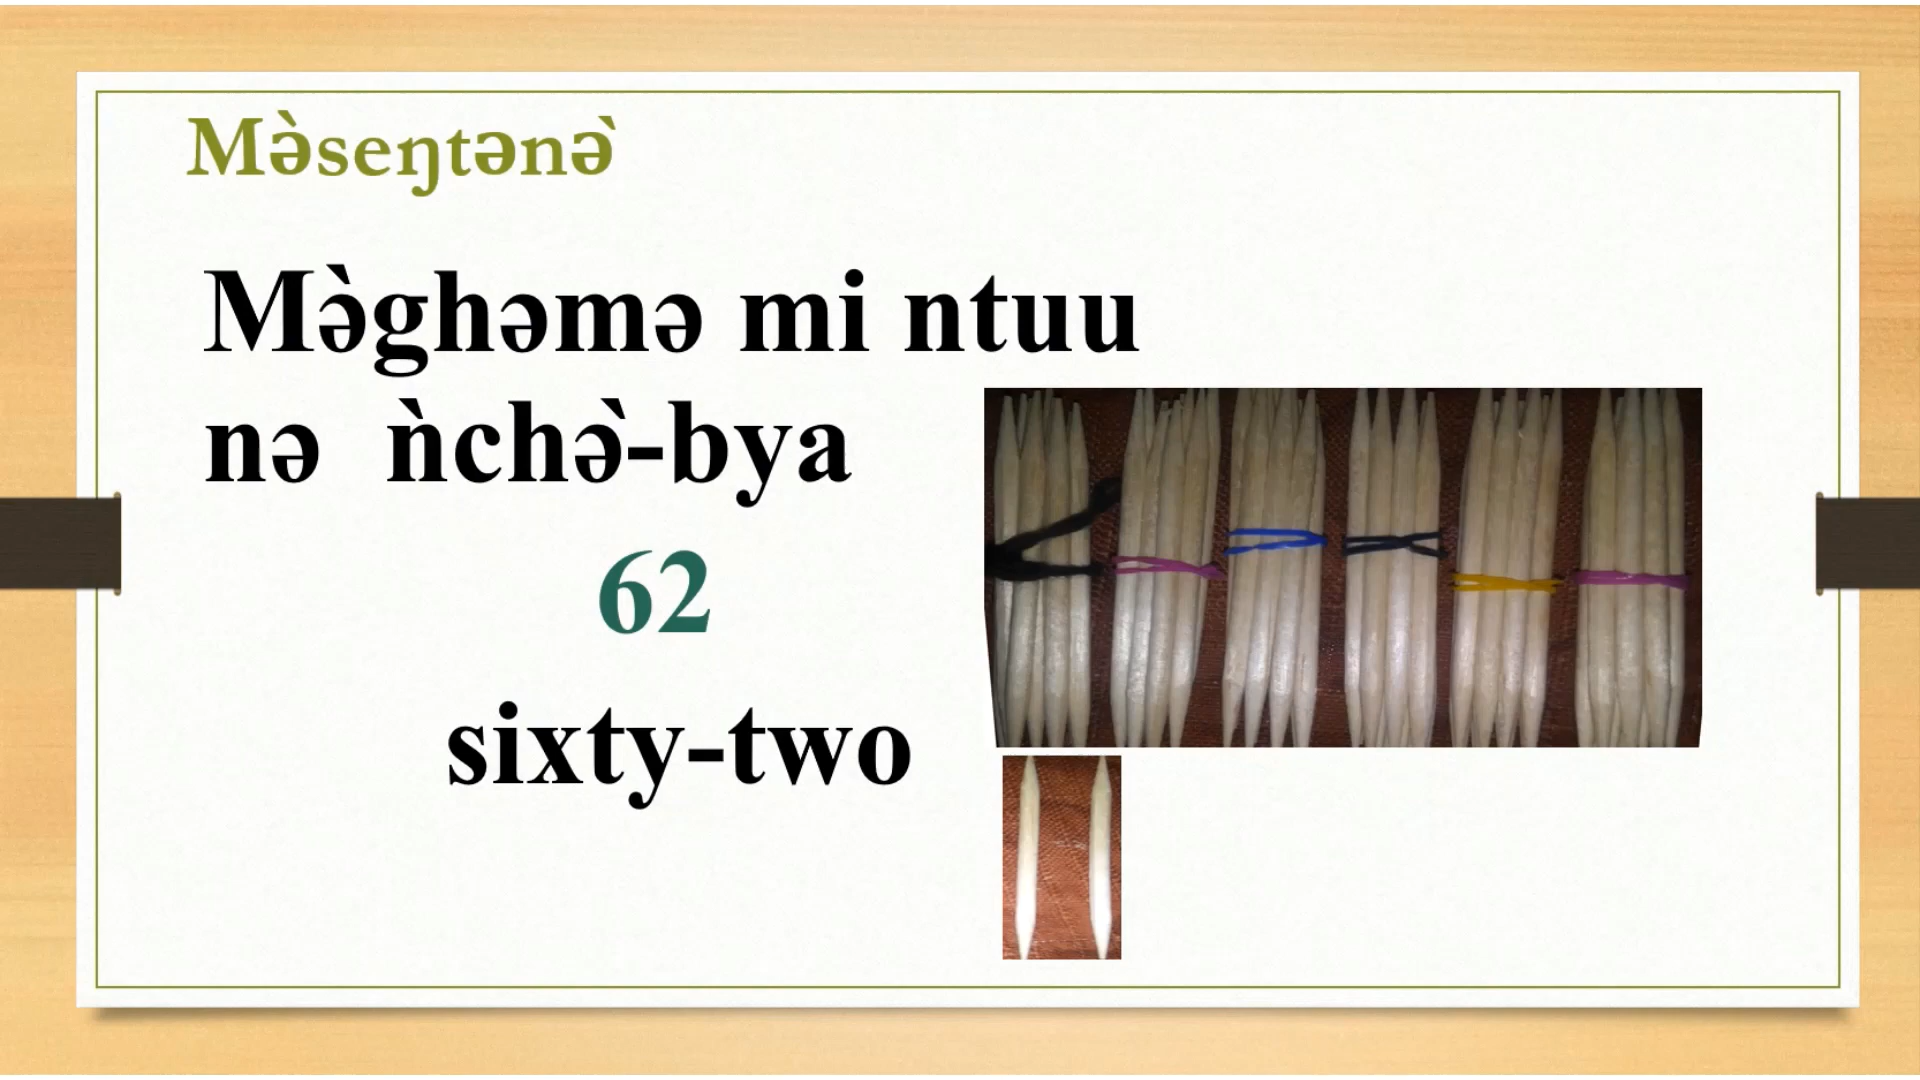 Mə̀seŋtənə̀
Mə̀ghəmə mi ntuu
nə ǹchə̀-bya
62
sixty-two